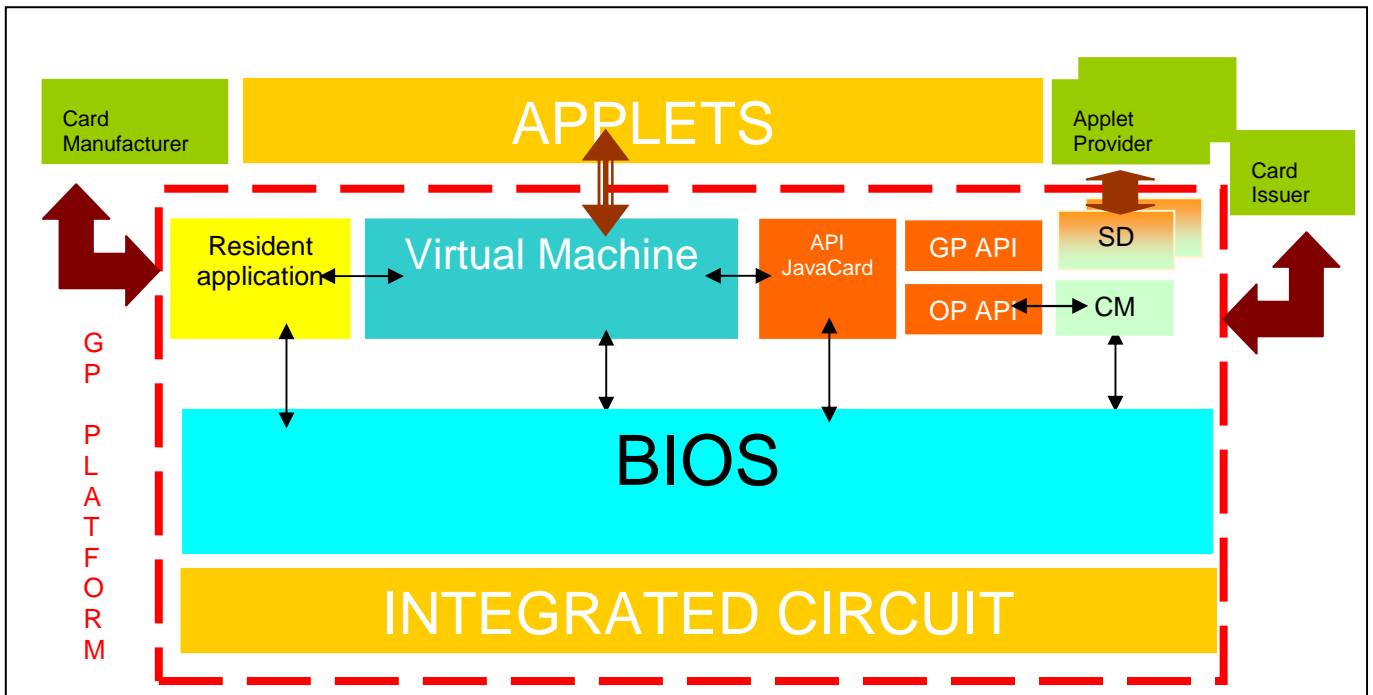 Card
Manufacturer
APPLETS
Applet
Provider
Card
Issuer
Resident
application
Virtual Machine
API
JavaCard
GP API
OP API
SD
CM
G
P
P
L
A
T
F
O
R
M
BIOS
INTEGRATED CIRCUIT